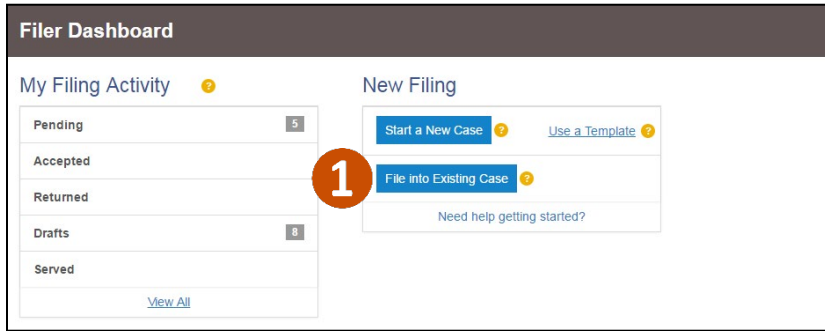 Filer Dashboard
My Filing Activity ?
Pending 5
Accepted
Returned
Drafts 8
Served
View All
New Filing
Start a New Case ? Use a Template ?
1 File into Existing Case ?
Need help getting started?